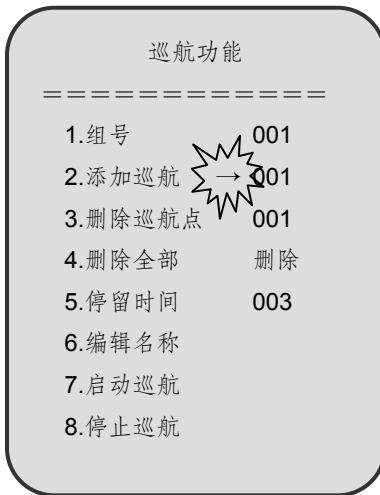 巡航功能
============
1.组号 001
2.添加巡航 → 001
3.删除巡航点 001
4.删除全部 删除
5.停留时间 003
6.编辑名称
7.启动巡航
8.停止巡航